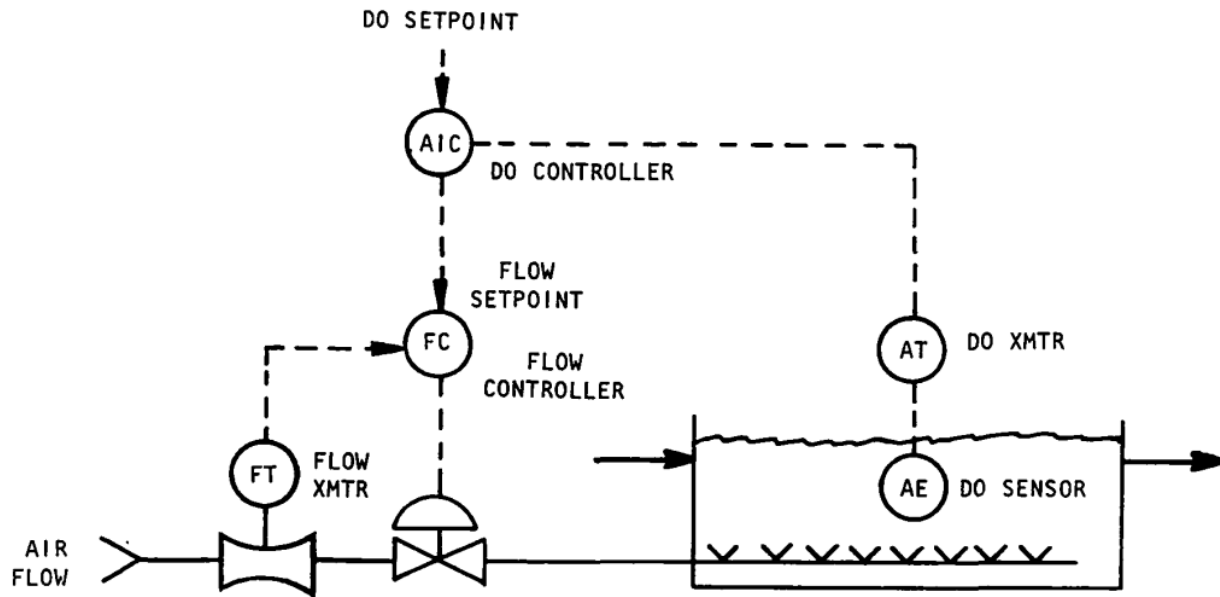 DO SETPOINT
AIC
DO CONTROLLER
FLOW
SETPOINT
FC
FLOW
CONTROLLER
AT
DO XMTR
FT
FLOW
XMTR
AE
DO SENSOR
AIR
FLOW